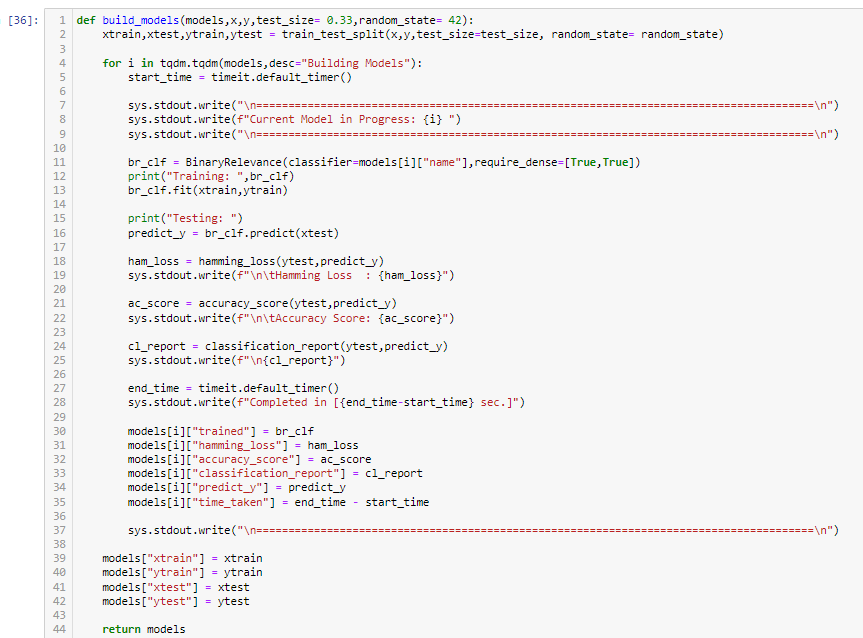 [36]:
1 def build_models(models,x,y,test_size= 0.33,random_state= 42):
2     xtrain,xtest,ytrain,ytest = train_test_split(x,y,test_size=test_size, random_state= random_state)
3
4     for i in tqdm.tqdm(models,desc="Building Models"):
5         start_time = timeit.default_timer()
6
7         sys.stdout.write("\n=====================================================================================\n")
8         sys.stdout.write(f"Current Model in Progress: {i} ")
9         sys.stdout.write("\n=====================================================================================\n")
10
11         br_clf = BinaryRelevance(classifier=models[i]["name"],require_dense=[True,True])
12         print("Training: ",br_clf)
13         br_clf.fit(xtrain,ytrain)
14
15         print("Testing: ")
16         predict_y = br_clf.predict(xtest)
17
18         ham_loss = hamming_loss(ytest,predict_y)
19         sys.stdout.write(f"\n\tHamming Loss  : {ham_loss}")
20
21         ac_score = accuracy_score(ytest,predict_y)
22         sys.stdout.write(f"\n\tAccuracy Score: {ac_score}")
23
24         cl_report = classification_report(ytest,predict_y)
25         sys.stdout.write(f"\n{cl_report}")
26
27         end_time = timeit.default_timer()
28         sys.stdout.write(f"Completed in [{end_time-start_time} sec.]")
29
30         models[i]["trained"] = br_clf
31         models[i]["hamming_loss"] = ham_loss
32         models[i]["accuracy_score"] = ac_score
33         models[i]["classification_report"] = cl_report
34         models[i]["predict_y"] = predict_y
35         models[i]["time_taken"] = end_time - start_time
36
37         sys.stdout.write("\n=====================================================================================\n")
38
39     models["xtrain"] = xtrain
40     models["ytrain"] = ytrain
41     models["xtest"] = xtest
42     models["ytest"] = ytest
43
44     return models